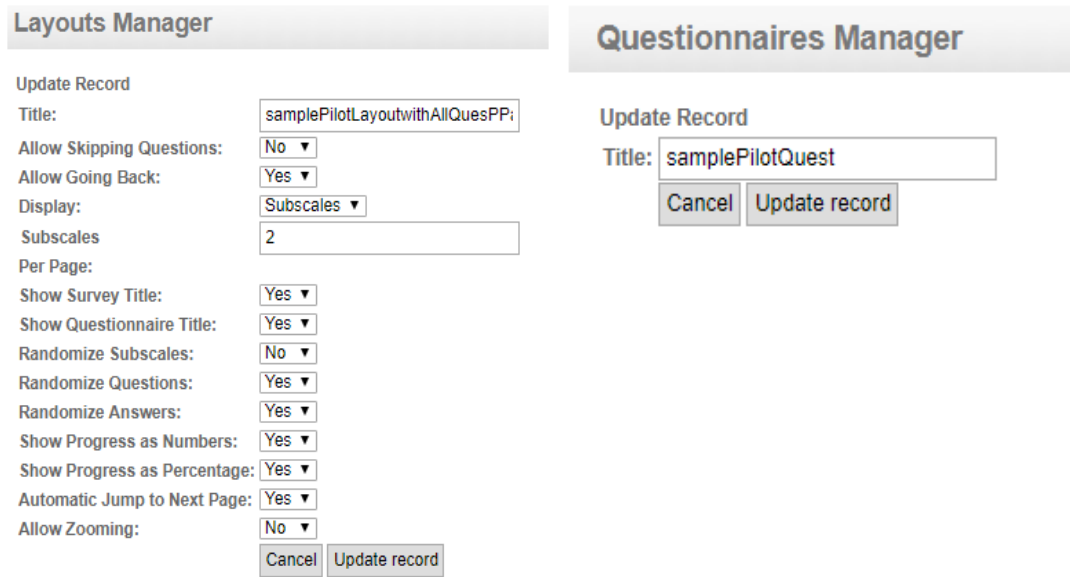 Layouts Manager
Update Record
Title: samplePilotLayoutwithAllQuesPPa
Allow Skipping Questions: No
Allow Going Back: Yes
Display: Subscales
Subscales 2
Per Page:
Show Survey Title: Yes
Show Questionnaire Title: Yes
Randomize Subscales: No
Randomize Questions: Yes
Randomize Answers: Yes
Show Progress as Numbers: Yes
Show Progress as Percentage: Yes
Automatic Jump to Next Page: Yes
Allow Zooming: No
Cancel Update record
Questionnaires Manager
Update Record
Title: samplePilotQuest
Cancel Update record